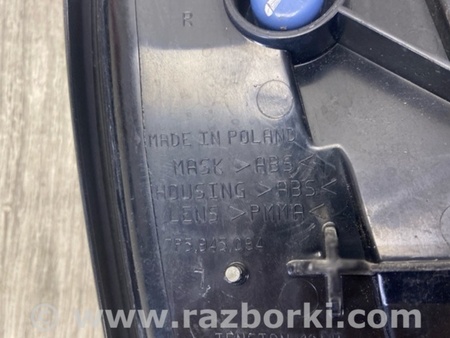 R
MADE IN POLAND
MASK >ABS<
HOUSING >ABS<
LENS >PMMA<
www.razborki.com